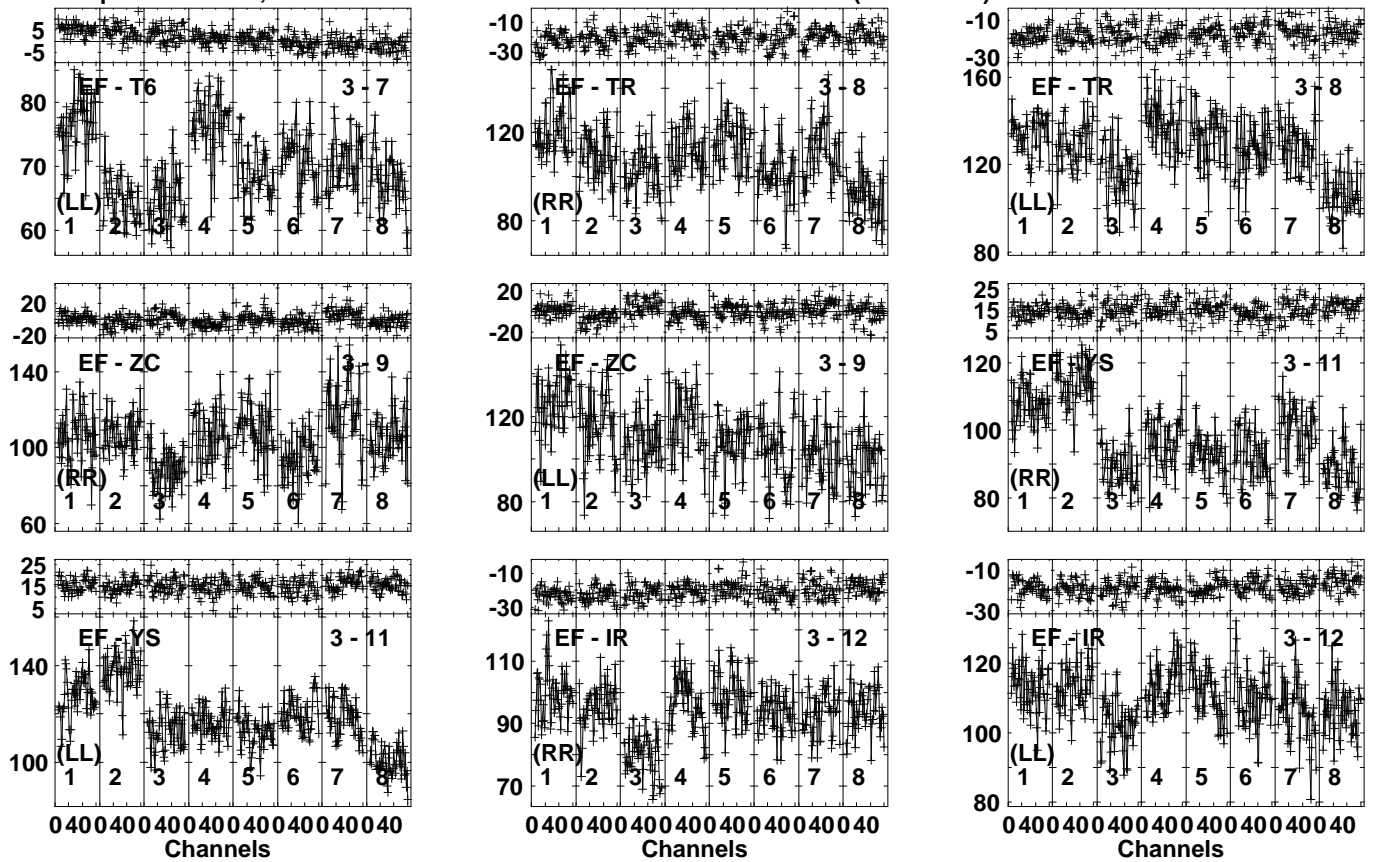 5 -10 -10
-5 -30 -30
EF - T6 3 - 7 EF - TR 3 - 8 160 EF - TR 3 - 8
80 120
70 120
(LL) (RR) (LL)
60 1 2 3 4 5 6 7 8 80 1 2 3 4 5 6 7 8 80 1 2 3 4 5 6 7 8
20 20 25
-20 -20 15
5
EF - ZC 3 - 9 EF - ZC 3 - 9 EF - YS 3 - 11
140 120 120
100 100
(RR) (LL) (RR)
60 1 2 3 4 5 6 7 8 80 1 2 3 4 5 6 7 8 80 1 2 3 4 5 6 7 8
25 -10 -10
15 -30 -30
5
EF - YS 3 - 11 EF - IR 3 - 12 EF - IR 3 - 12
140 110 120
90 100
100 (LL) (RR) (LL)
1 2 3 4 5 6 7 8 70 1 2 3 4 5 6 7 8 80 1 2 3 4 5 6 7 8
0 40 0 40 0 40 0 40 0 40 0 40 0 40 0 40 0 40 0 40 0 40 0 40 0 40 0 40 0 40 0 40 0 40 0 40 0 40 0 40 0 40 0 40 0 40 0 40
Channels Channels Channels